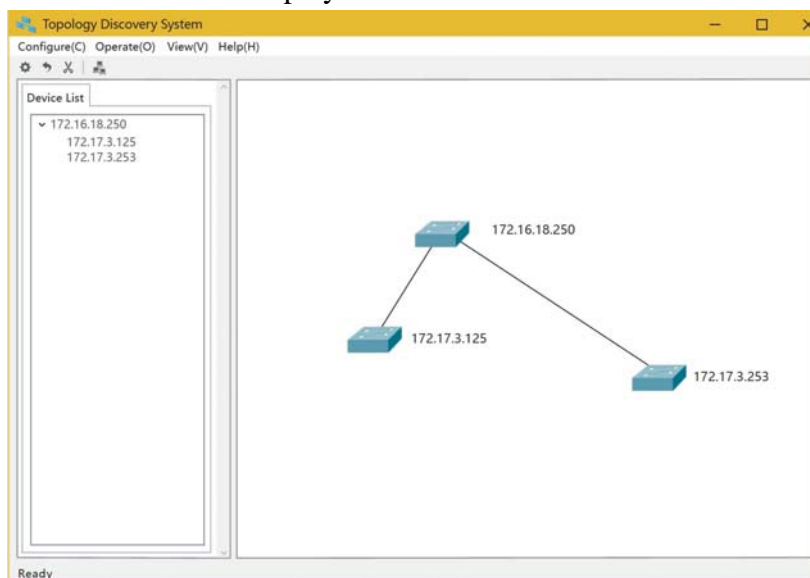 Topology Discovery System
Configure(C) Operate(O) View(V) Help(H)
Device List
172.16.18.250
172.17.3.125
172.17.3.253
172.16.18.250
172.17.3.125
172.17.3.253
Ready